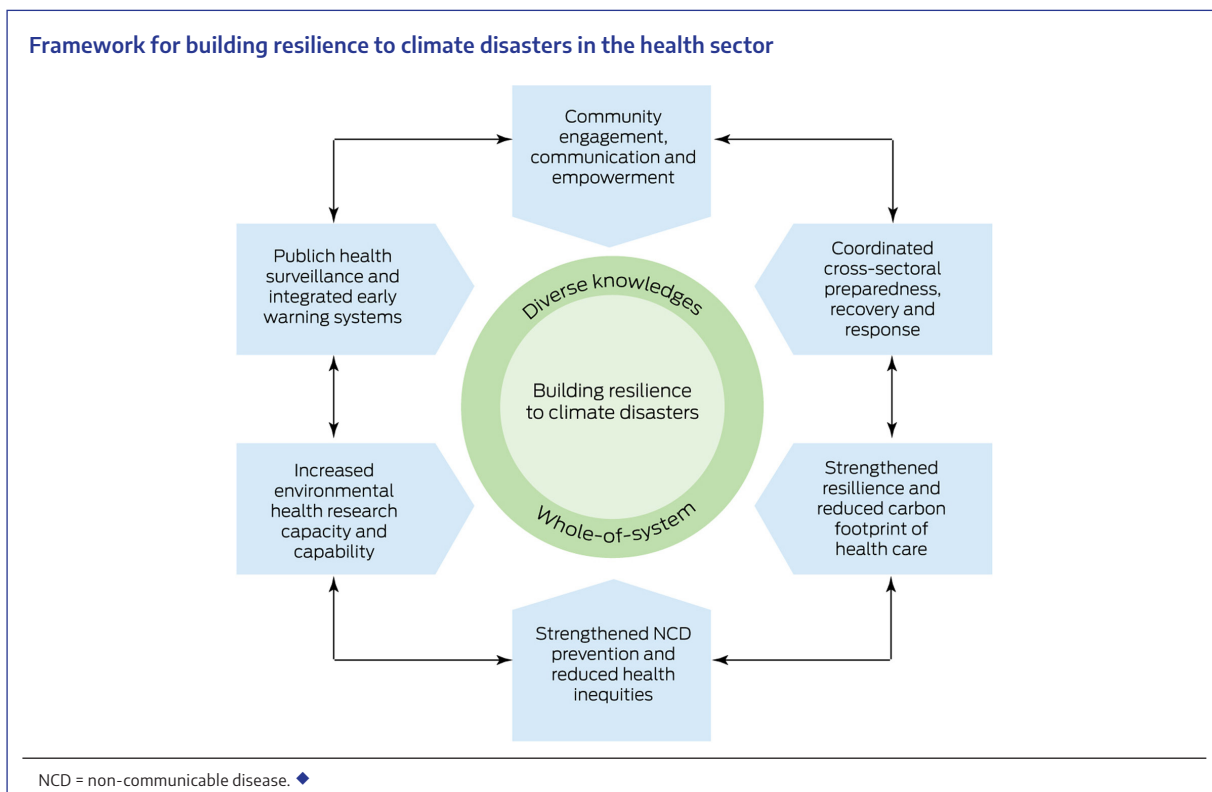 Framework for building resilience to climate disasters in the health sector
Community
engagement,
communication and
empowerment
Publich health
surveillance and
integrated early
warning systems
Coordinated
cross-sectoral
preparedness,
recovery and
response
Diverse knowledges
Building resilience
to climate disasters
Whole-of-system
Increased
environmental
health research
capacity and
capability
Strengthened
resillience and
reduced carbon
footprint of
health care
Strengthened NCD
prevention and
reduced health
inequities
NCD = non-communicable disease. ◆